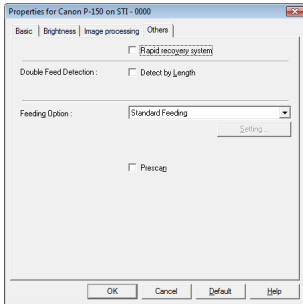 Properties for Canon P-150 on STI - 0000
Basic Brightness Image processing Others
Rapid recovery system
Double Feed Detection : Detect by Length
Feeding Option : Standard Feeding
Setting...
Prescan
OK Cancel Default Help